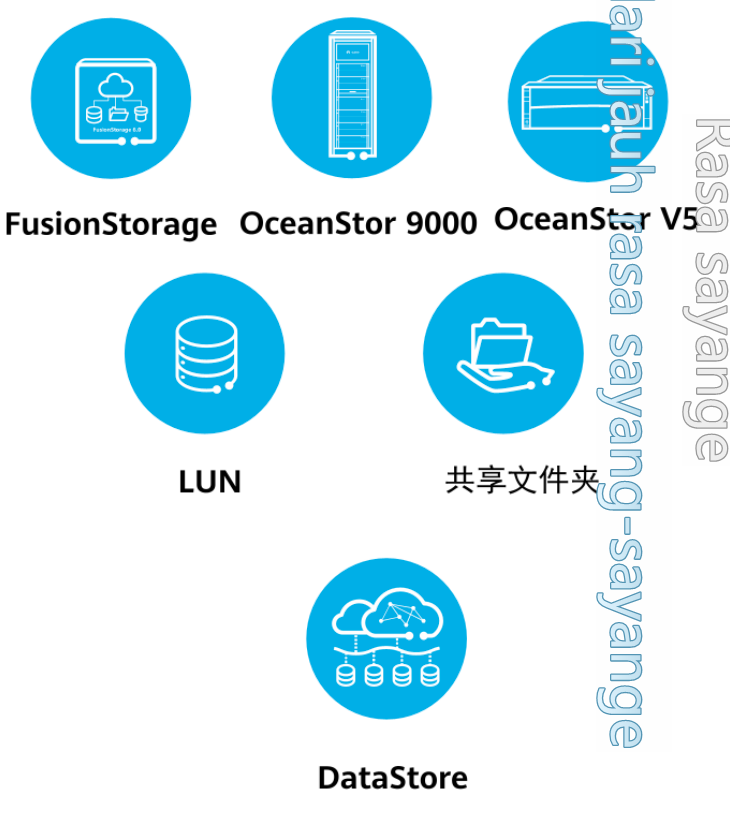 FusionStorage 8.0
FusionStorage
OceanStor 9000
OceanStor V5
LUN
共享文件夹
DataStore
jauh rasa sayang-sayange
Rasa sayange